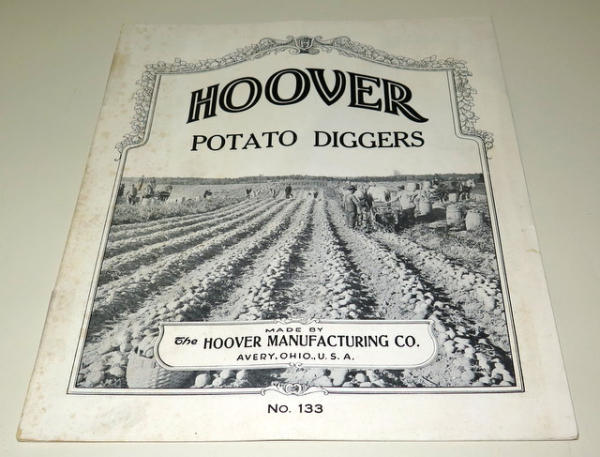 H
HOOVER
POTATO DIGGERS
MADE BY
The HOOVER MANUFACTURING CO.
AVERY, OHIO., U. S. A.
No. 133